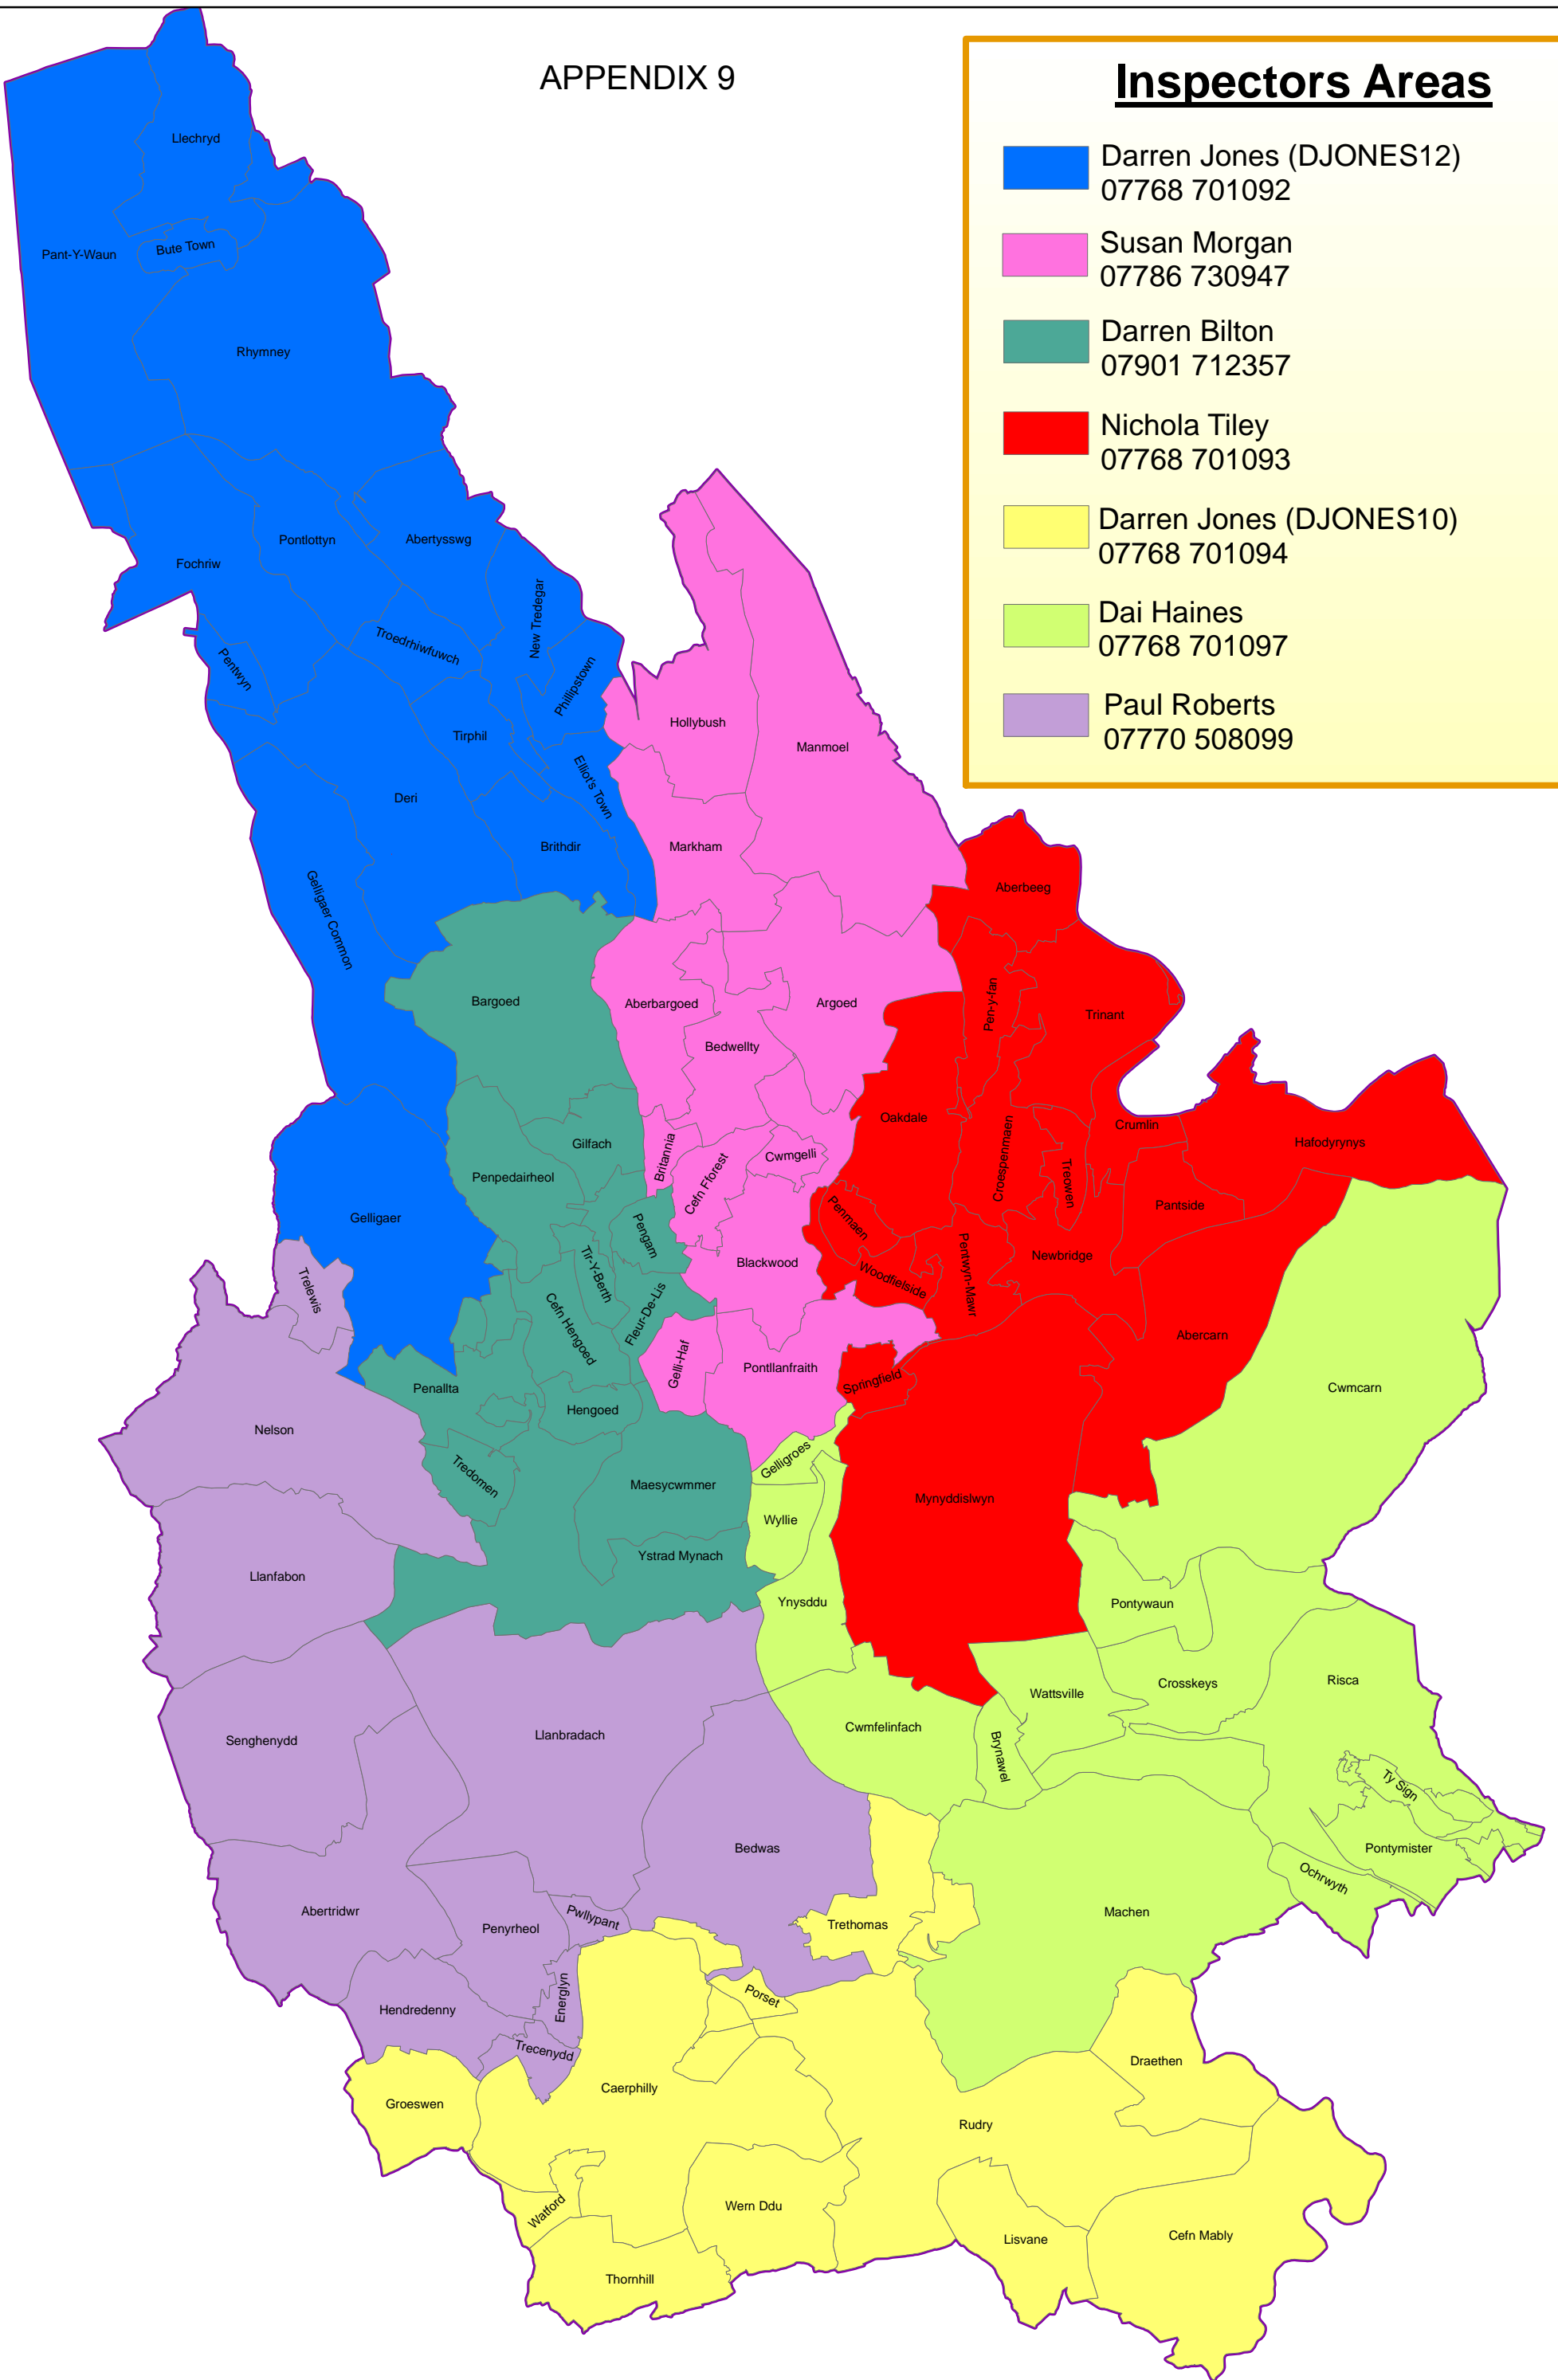 APPENDIX 9
Inspectors Areas
Darren Jones (DJONES12)
07768 701092
Susan Morgan
07786 730947
Darren Bilton
07901 712357
Nichola Tiley
07768 701093
Darren Jones (DJONES10)
07768 701094
Dai Haines
07768 701097
Paul Roberts
07770 508099
Llechryd
Pant-Y-Waun
Bute Town
Rhymney
Pontlottyn
Abertysswg
Fochriw
New Tredegar
Troedrhiwfuwch
Pentwyn
Phillipstown
Hollybush
Tirphil
Manmoel
Elliot's Town
Deri
Brithdir
Markham
Aberbeeg
Gelligaer Common
Bargoed
Aberbargoed
Argoed
Pen-y-fan
Trinant
Bedwellty
Oakdale
Crumlin
Hafodyrynys
Gilfach
Britannia
Cwmgelli
Croespenmaen
Penpedairheol
Cefn Fforest
Treowen
Pantside
Gelligaer
Penmaen
Pengam
Newbridge
Blackwood
Tir-Y-Berth
Pentwyn-Mawr
Woodfielside
Trelewis
Fleur-De-Lis
Cefn Hengoed
Abercarn
Gelli-Haf
Pontllanfraith
Springfield
Penallta
Cwmcarn
Hengoed
Nelson
Gelligroes
Tredomen
Maesycwmmer
Mynyddislwyn
Wyllie
Ystrad Mynach
Llanfabon
Ynysddu
Pontywaun
Risca
Crosskeys
Wattsville
Cwmfelinfach
Llanbradach
Senghenydd
Brynawel
Ty Sign
Bedwas
Pontymister
Ochrwyth
Abertridwr
Machen
Pwllypant
Trethomas
Penyrheol
Energlyn
Porset
Hendredenny
Trecenydd
Draethen
Caerphilly
Groeswen
Rudry
Wern Ddu
Watford
Cefn Mably
Lisvane
Thornhill